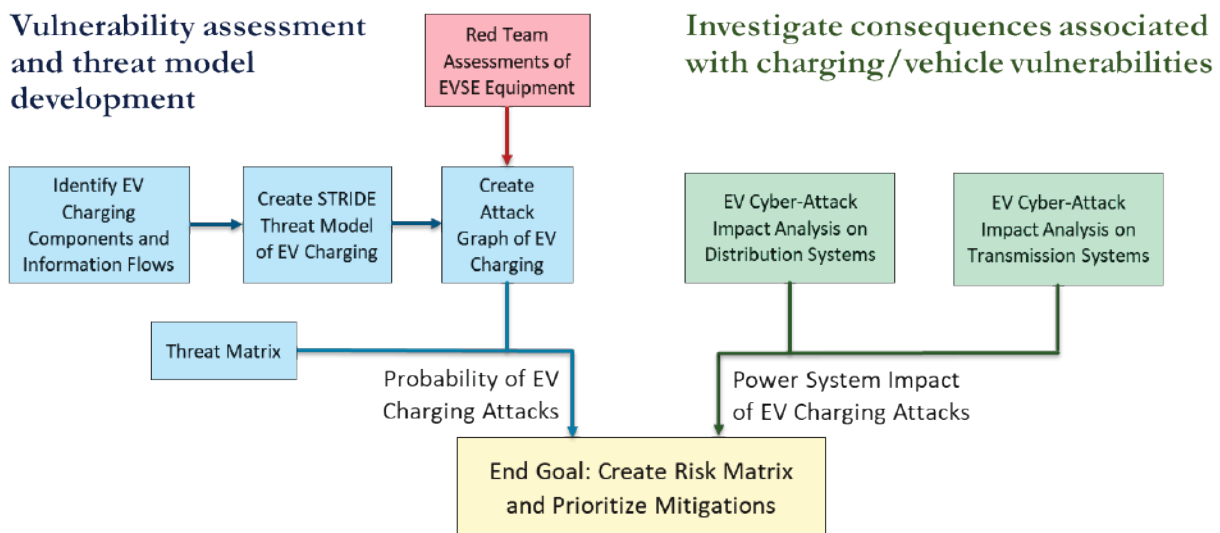 Vulnerability assessment
and threat model
development
Red Team
Assessments of
EVSE Equipment
Investigate consequences associated
with charging/vehicle vulnerabilities
Identify EV
Charging
Components and
Information Flows
Create STRIDE
Threat Model
of EV Charging
Create
Attack
Graph of EV
Charging
EV Cyber-Attack
Impact Analysis on
Distribution Systems
EV Cyber-Attack
Impact Analysis on
Transmission Systems
Threat Matrix
Probability of EV
Charging Attacks
Power System Impact
of EV Charging Attacks
End Goal: Create Risk Matrix
and Prioritize Mitigations